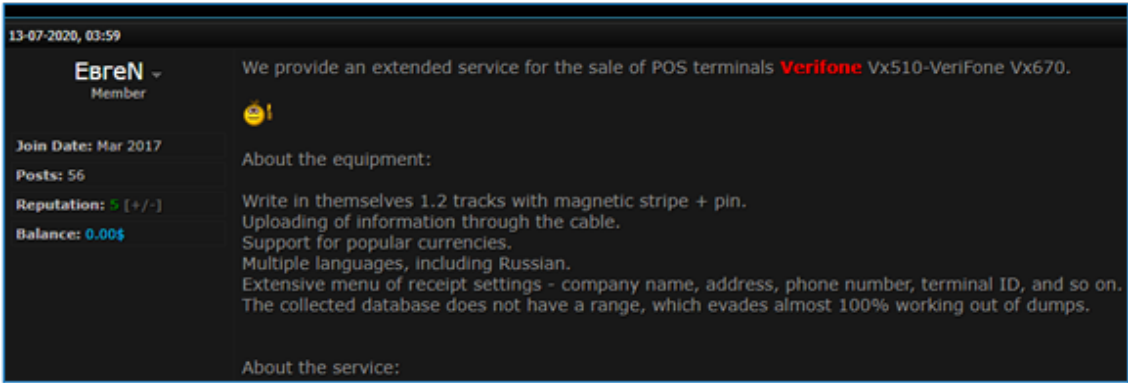 13-07-2020, 03:59
ЕвгеN
Member
Join Date: Mar 2017
Posts: 56
Reputation: 5 [+/-]
Balance: 0.00$
We provide an extended service for the sale of POS terminals Verifone Vx510-VeriFone Vx670.
About the equipment:
Write in themselves 1.2 tracks with magnetic stripe + pin.
Uploading of information through the cable.
Support for popular currencies.
Multiple languages, including Russian.
Extensive menu of receipt settings - company name, address, phone number, terminal ID, and so on.
The collected database does not have a range, which evades almost 100% working out of dumps.
About the service: